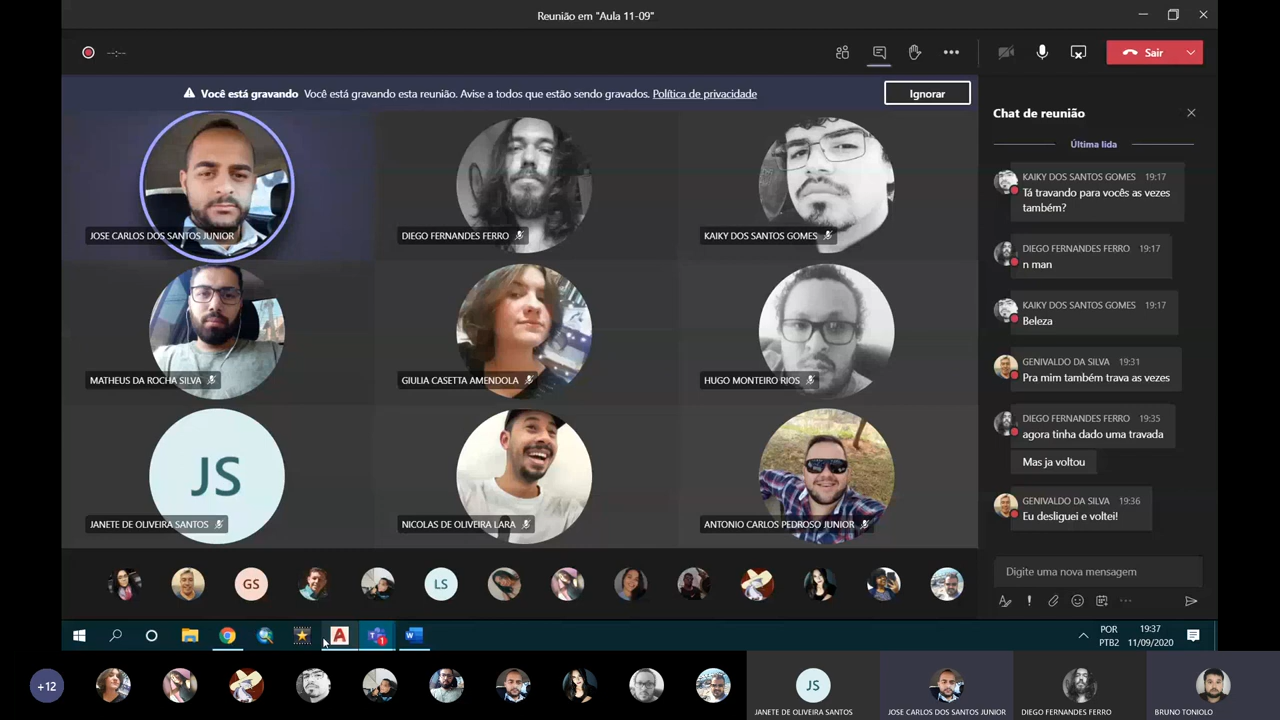 Reunião em "Aula 11-09"
--:--
Sair
Você está gravando Você está gravando esta reunião. Avise a todos que estão sendo gravados. Política de privacidade
Ignorar
JOSE CARLOS DOS SANTOS JUNIOR
DIEGO FERNANDES FERRO
KAIKY DOS SANTOS GOMES
MATHEUS DA ROCHA SILVA
GIULIA CASETTA AMENDOLA
HUGO MONTEIRO RIOS
JS
JANETE DE OLIVEIRA SANTOS
NICOLAS DE OLIVEIRA LARA
ANTONIO CARLOS PEDROSO JUNIOR
GS
LS
Chat de reunião
Última lida
KAIKY DOS SANTOS GOMES 19:17
Tá travando para vocês as vezes
também?
DIEGO FERNANDES FERRO 19:17
n man
KAIKY DOS SANTOS GOMES 19:17
Beleza
GENIVALDO DA SILVA 19:31
Pra mim também trava as vezes
DIEGO FERNANDES FERRO 19:35
agora tinha dado uma travada
Mas ja voltou
GENIVALDO DA SILVA 19:36
Eu desliguei e voltei!
Digite uma nova mensagem
POR
PTB2
19:37
11/09/2020
+12
JS
JANETE DE OLIVEIRA SANTOS
JOSE CARLOS DOS SANTOS JUNIOR
DIEGO FERNANDES FERRO
BRUNO TONIOLO